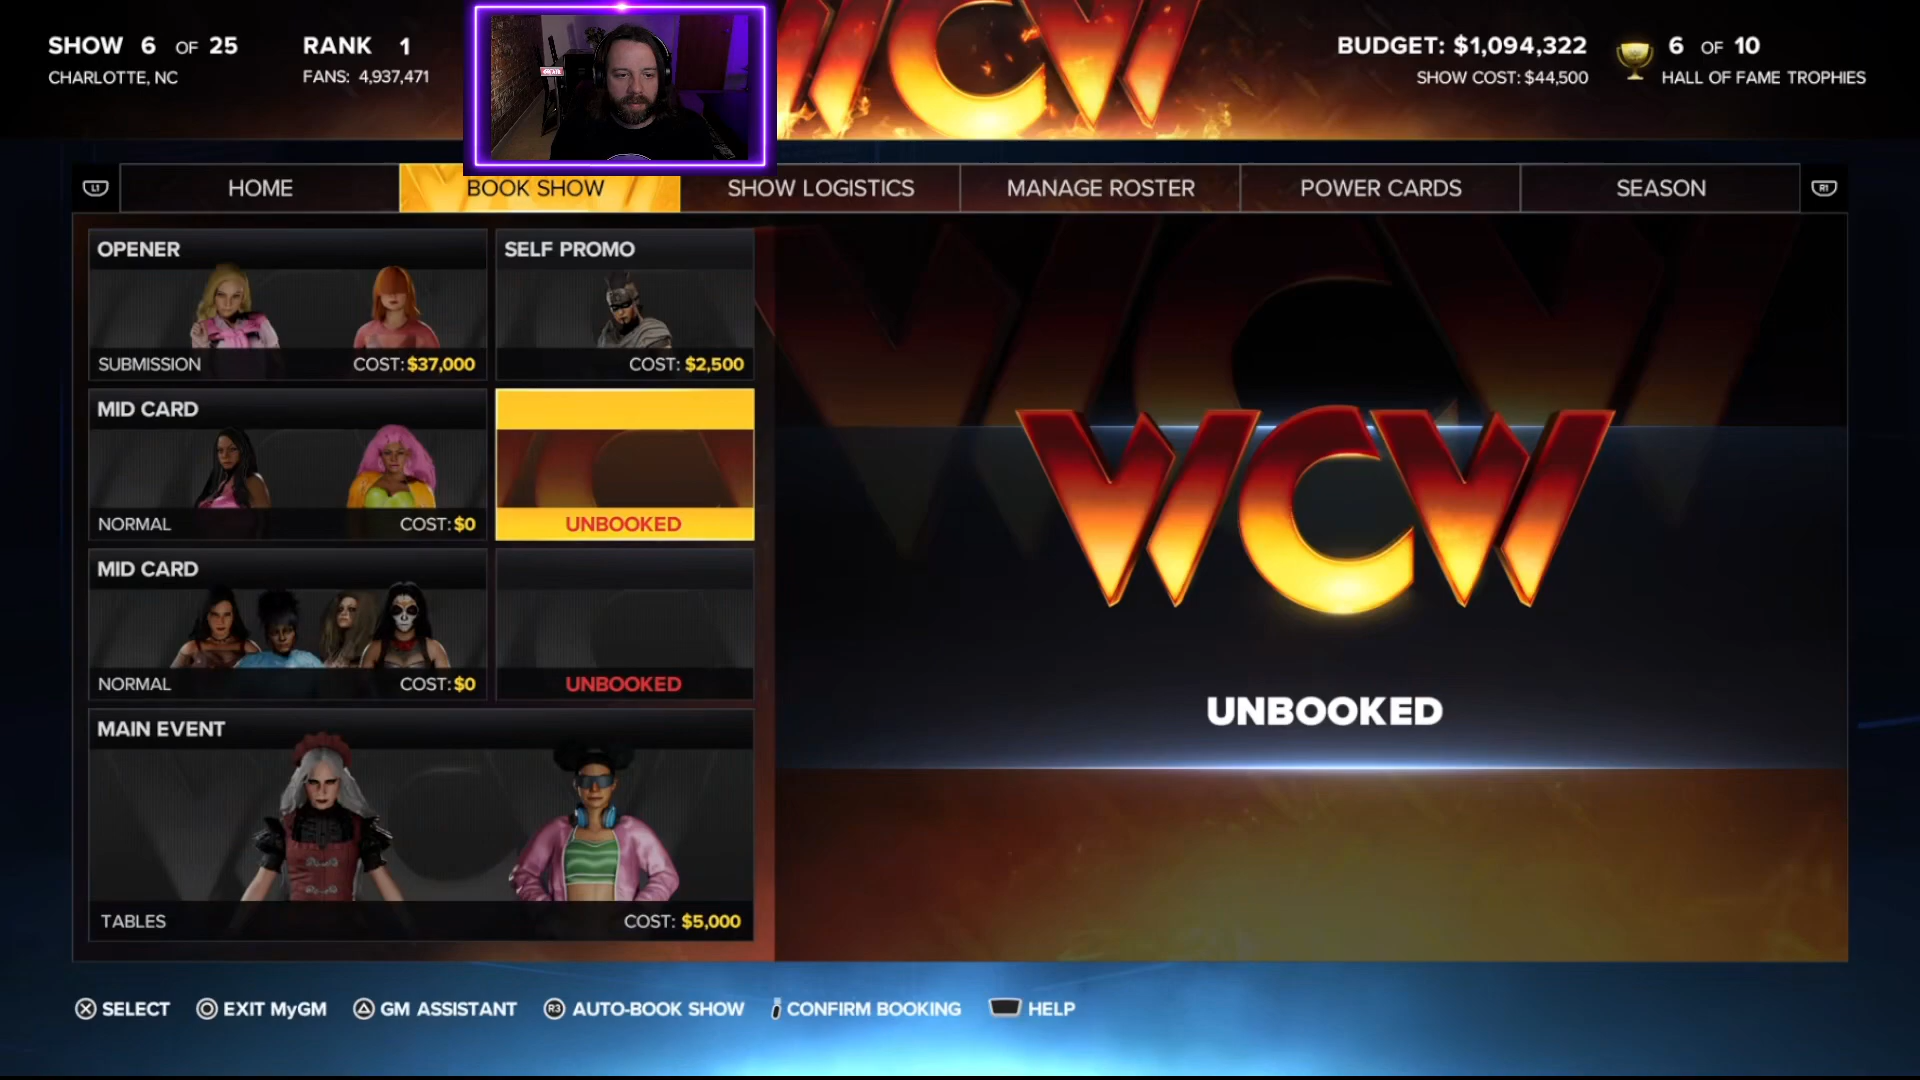 SHOW 6 OF 25
CHARLOTTE, NC
RANK 1
FANS: 4,937,471
WCW
BUDGET: $1,094,322
SHOW COST: $44,500
6 OF 10
HALL OF FAME TROPHIES
L1
HOME
BOOK SHOW
SHOW LOGISTICS
MANAGE ROSTER
POWER CARDS
SEASON
R1
OPENER
SUBMISSION COST: $37,000
SELF PROMO
COST: $2,500
MID CARD
NORMAL COST: $0
UNBOOKED
MID CARD
NORMAL COST: $0
UNBOOKED
MAIN EVENT
TABLES COST: $5,000
WCW
UNBOOKED
SELECT
EXIT MyGM
GM ASSISTANT
R3 AUTO-BOOK SHOW
CONFIRM BOOKING
HELP